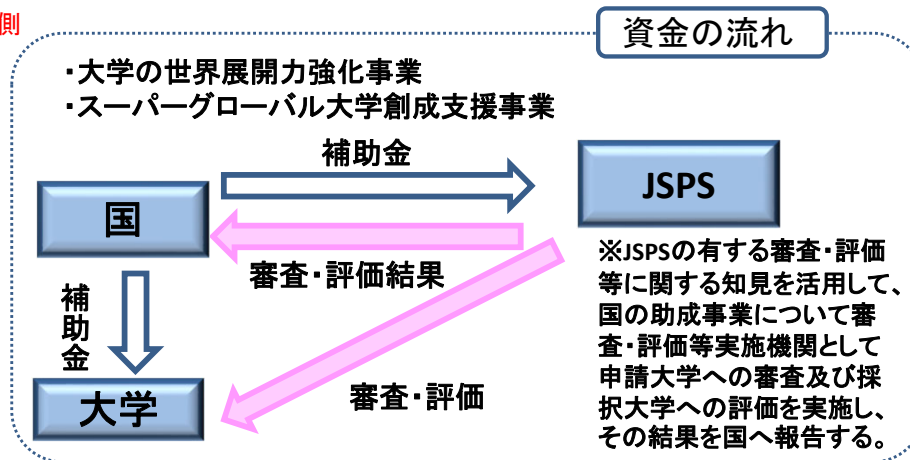 側
資金の流れ
・大学の世界展開力強化事業
・スーパーグローバル大学創成支援事業
補助金
JSPS
国
審査・評価結果
※JSPSの有する審査・評価
等に関する知見を活用して、
国の助成事業について審
査・評価等実施機関として
申請大学への審査及び採
択大学への評価を実施し、
その結果を国へ報告する。
補助金
審査・評価
大学